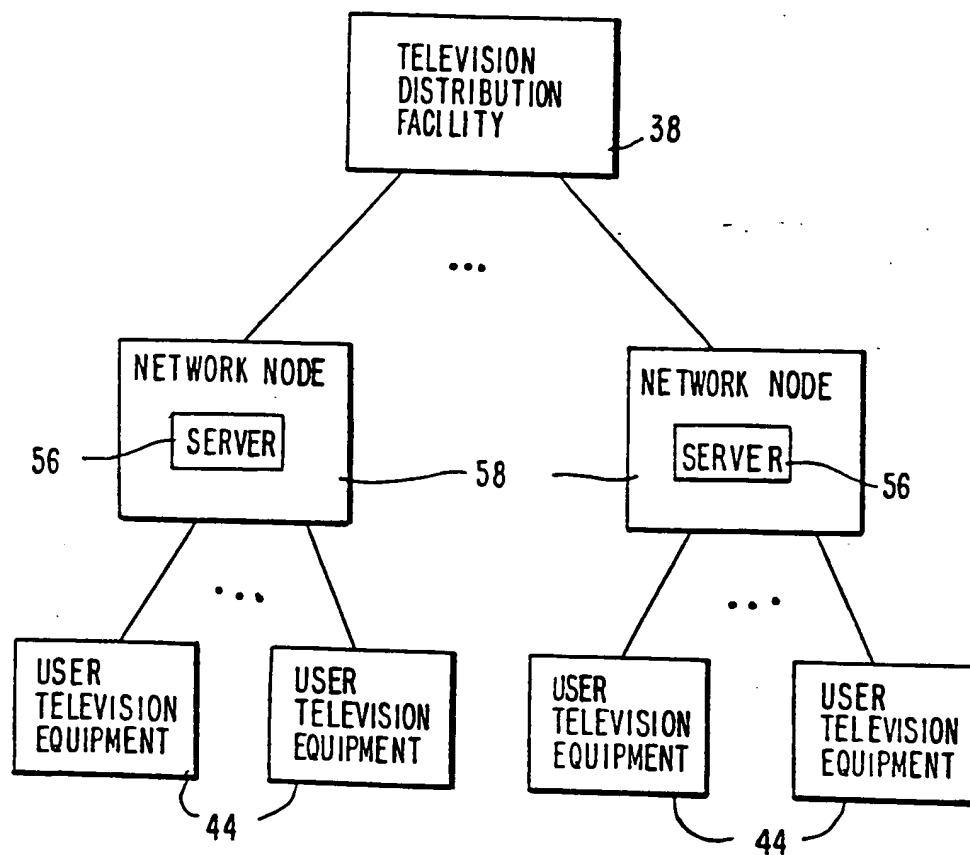 TELEVISION
DISTRIBUTION
FACILITY
38
...
NETWORK NODE
SERVER
56
58
NETWORK NODE
SERVER
56
...
...
USER
TELEVISION
EQUIPMENT
USER
TELEVISION
EQUIPMENT
USER
TELEVISION
EQUIPMENT
USER
TELEVISION
EQUIPMENT
44
44